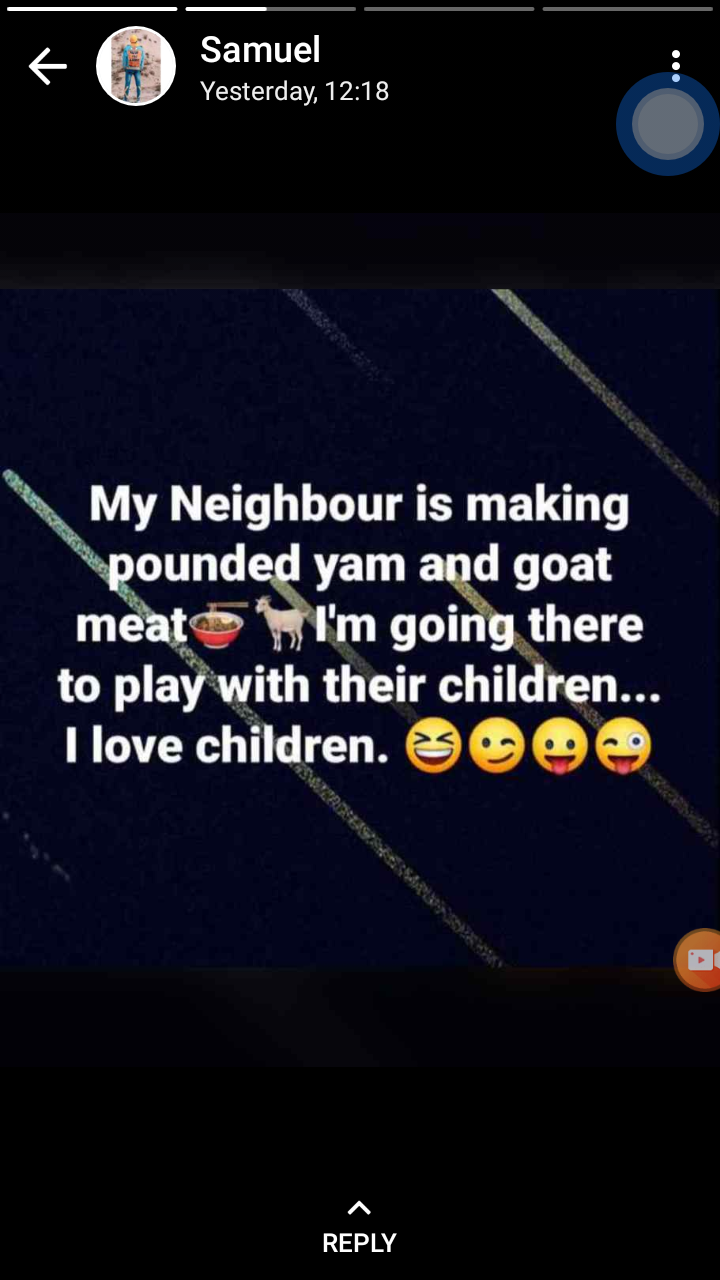 Samuel
Yesterday, 12:18
My Neighbour is making
pounded yam and goat
meat🍜🐐I'm going there
to play with their children...
I love children. 😆😉😛😜
REPLY